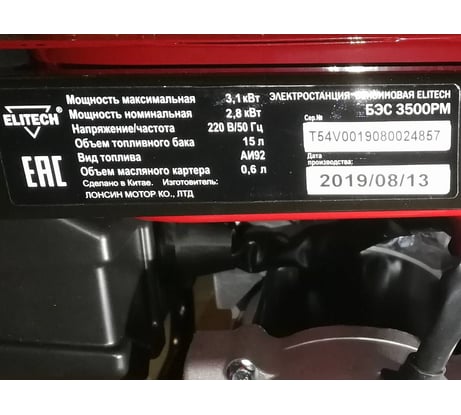 ELITECH
EAC
Мощность максимальная 3,1 кВт
Мощность номинальная 2,8 кВт
Напряжение/частота 220 В/50 Гц
Объем топливного бака 15 л
Вид топлива АИ92
Объем масляного картера 0,6 л
Сделано в Китае. Изготовитель:
ЛОНСИН МОТОР КО., ЛТД
ЭЛЕКТРОСТАНЦИЯ ELITECH
БЭС 3500РМ
Сер.№
T54V0019080024857
Дата
производства:
2019/08/13